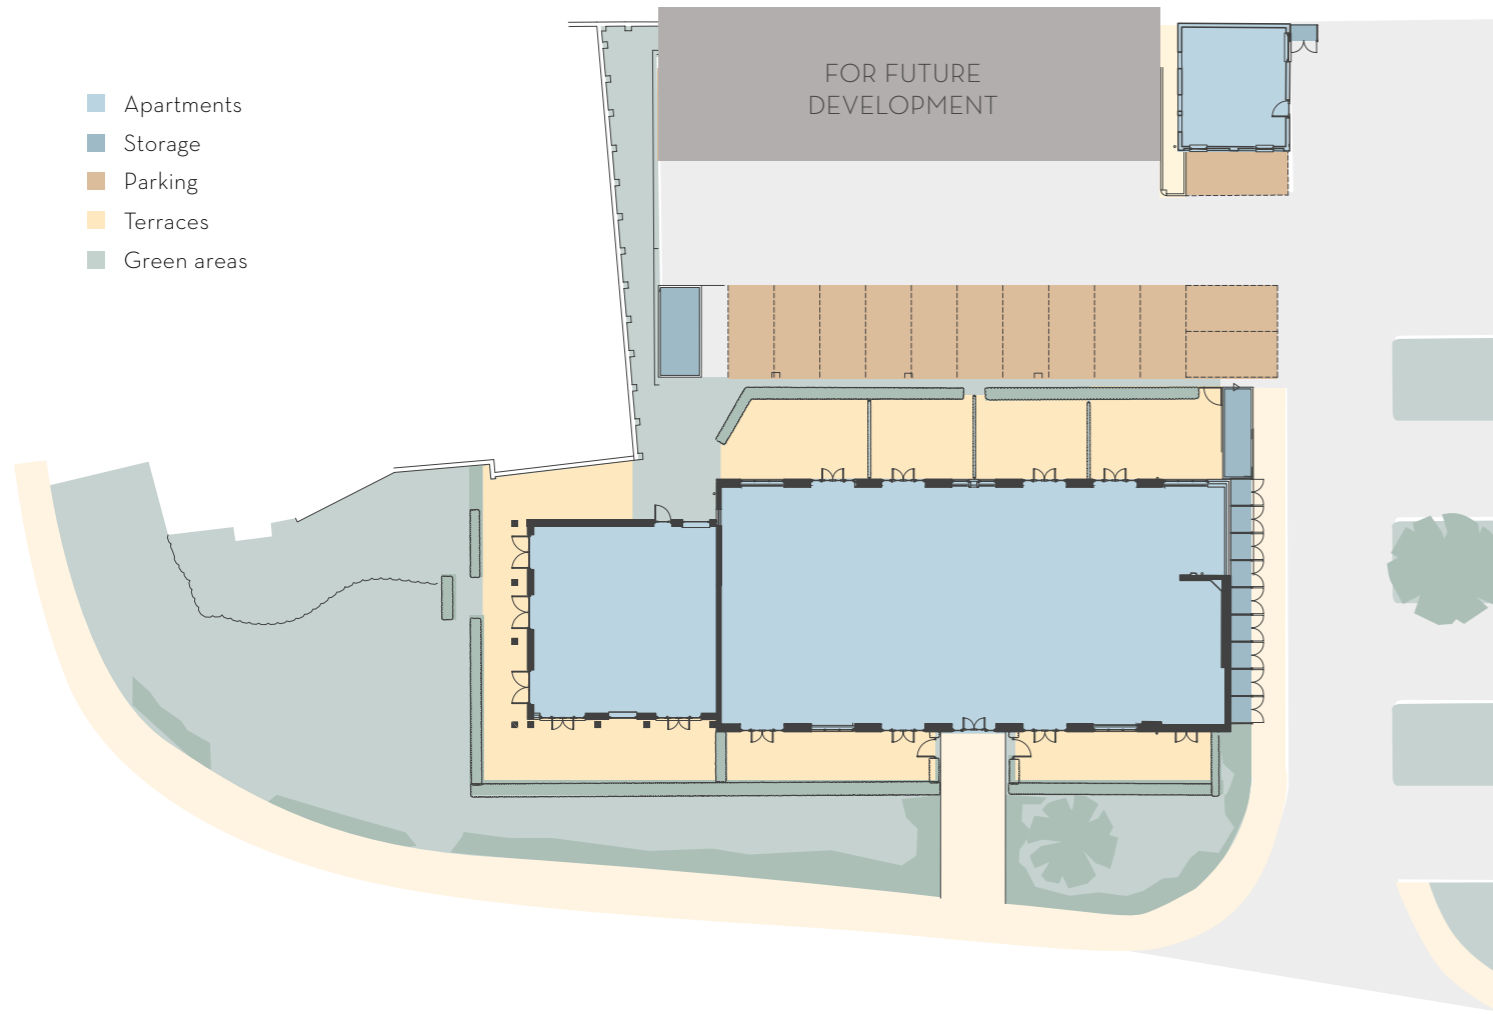 FOR FUTURE
DEVELOPMENT
Apartments
Storage
Parking
Terraces
Green areas